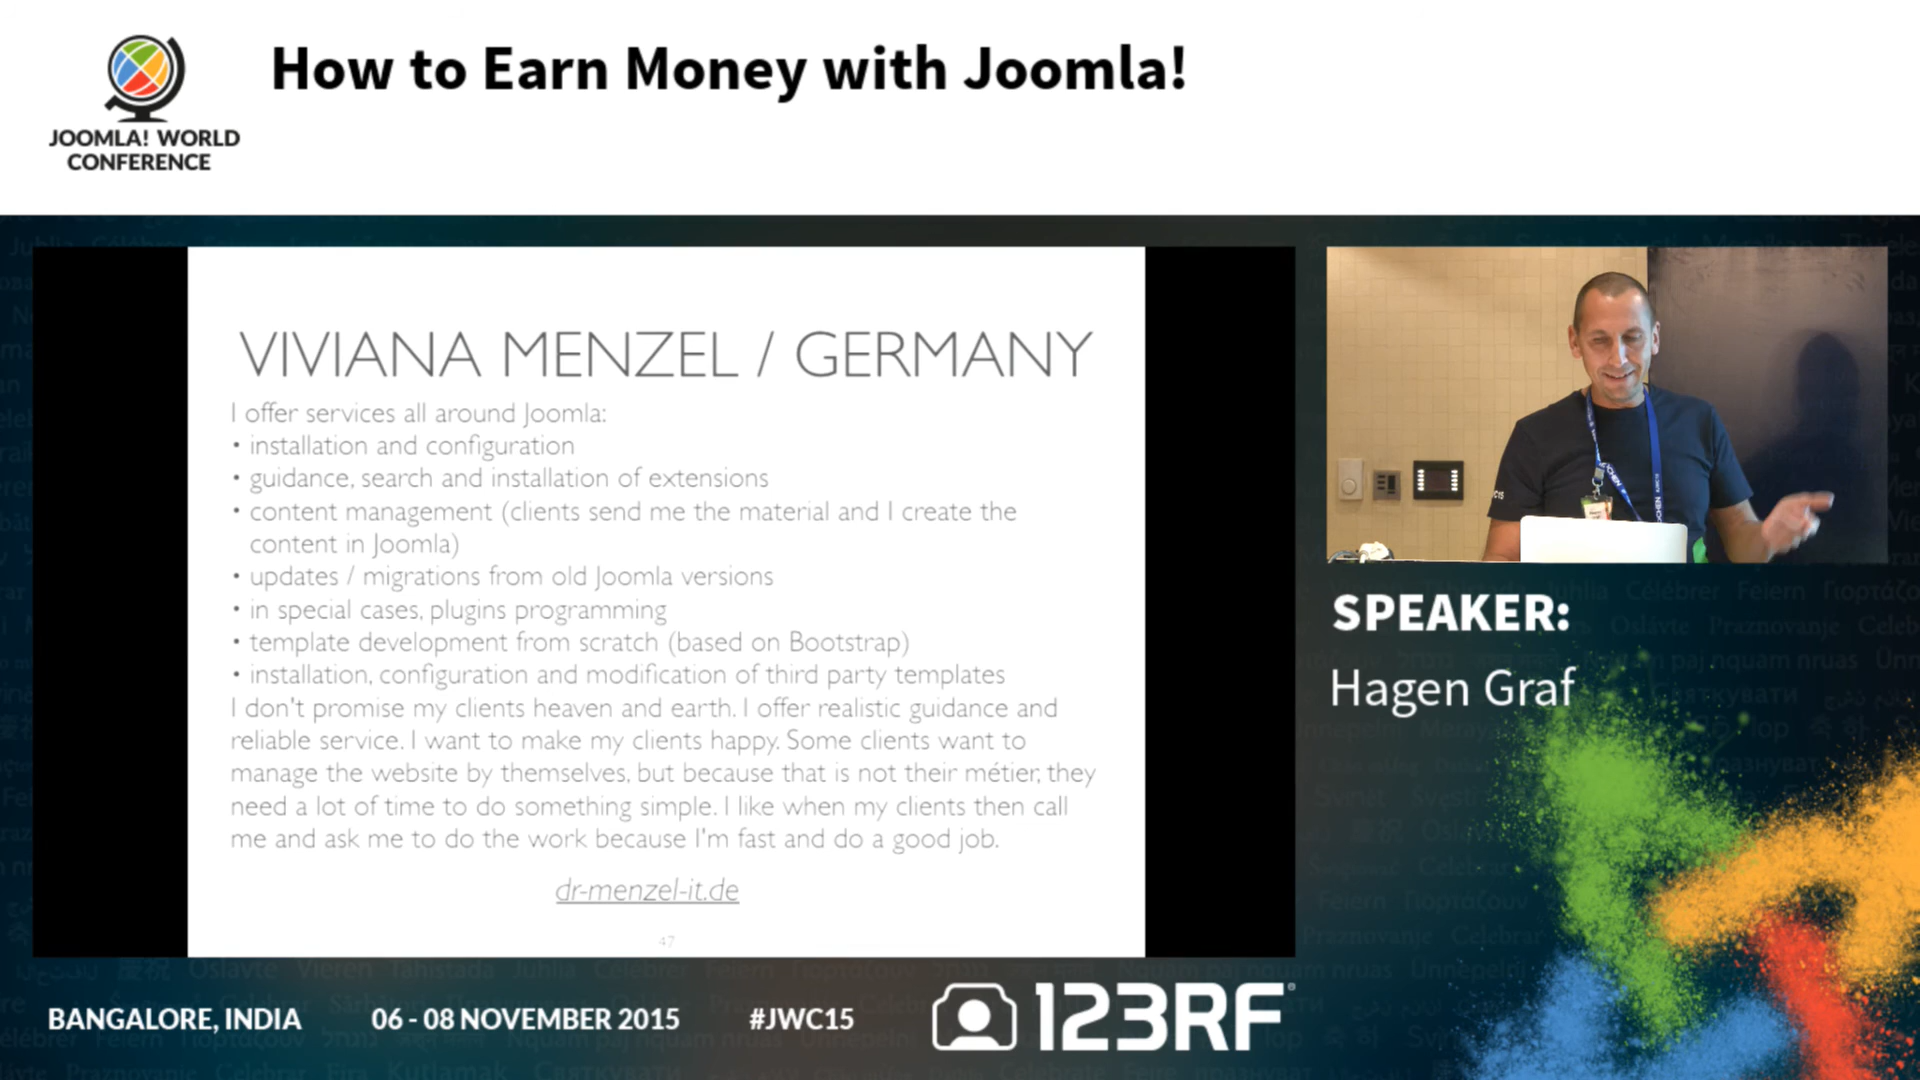 JOOMLA! WORLD
CONFERENCE
How to Earn Money with Joomla!
VIVIANA MENZEL / GERMANY
I offer services all around Joomla:
• installation and configuration
• guidance, search and installation of extensions
• content management (clients send me the material and I create the
content in Joomla)
• updates / migrations from old Joomla versions
• in special cases, plugins programming
• template development from scratch (based on Bootstrap)
• installation, configuration and modification of third party templates
I don't promise my clients heaven and earth. I offer realistic guidance and
reliable service. I want to make my clients happy. Some clients want to
manage the website by themselves, but because that is not their métier, they
need a lot of time to do something simple. I like when my clients then call
me and ask me to do the work because I'm fast and do a good job.
dr-menzel-it.de
47
SPEAKER:
Hagen Graf
BANGALORE, INDIA
06 - 08 NOVEMBER 2015
#JWC15
123RF